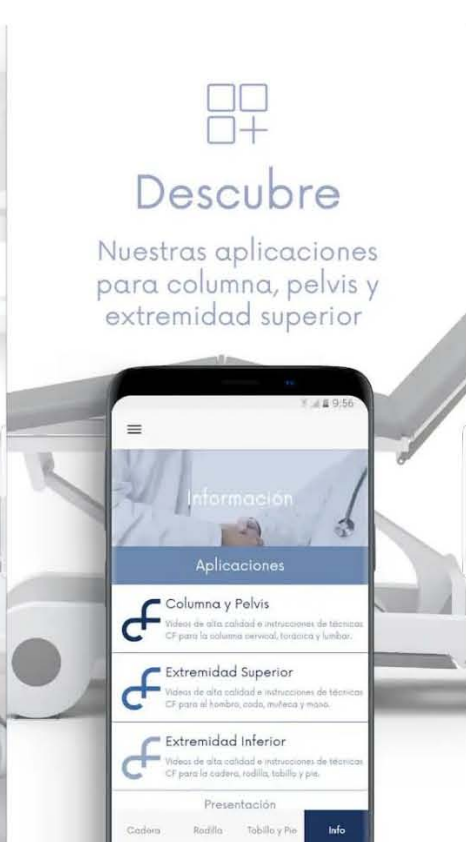 Descubre
Nuestras aplicaciones
para columna, pelvis y
extremidad superior
9:56
Información
Aplicaciones
Columna y Pelvis
Videos de alta calidad e instrucciones de técnicas
CF para la columna cervical, torácica y lumbar.
Extremidad Superior
Videos de alta calidad e instrucciones de técnicas
CF para el hombro, codo, muñeca y mano.
Extremidad Inferior
Videos de alta calidad e instrucciones de técnicas
CF para la cadera, rodilla, tobillo y pie.
Presentación
Cadera Rodilla Tobillo y Pie Info